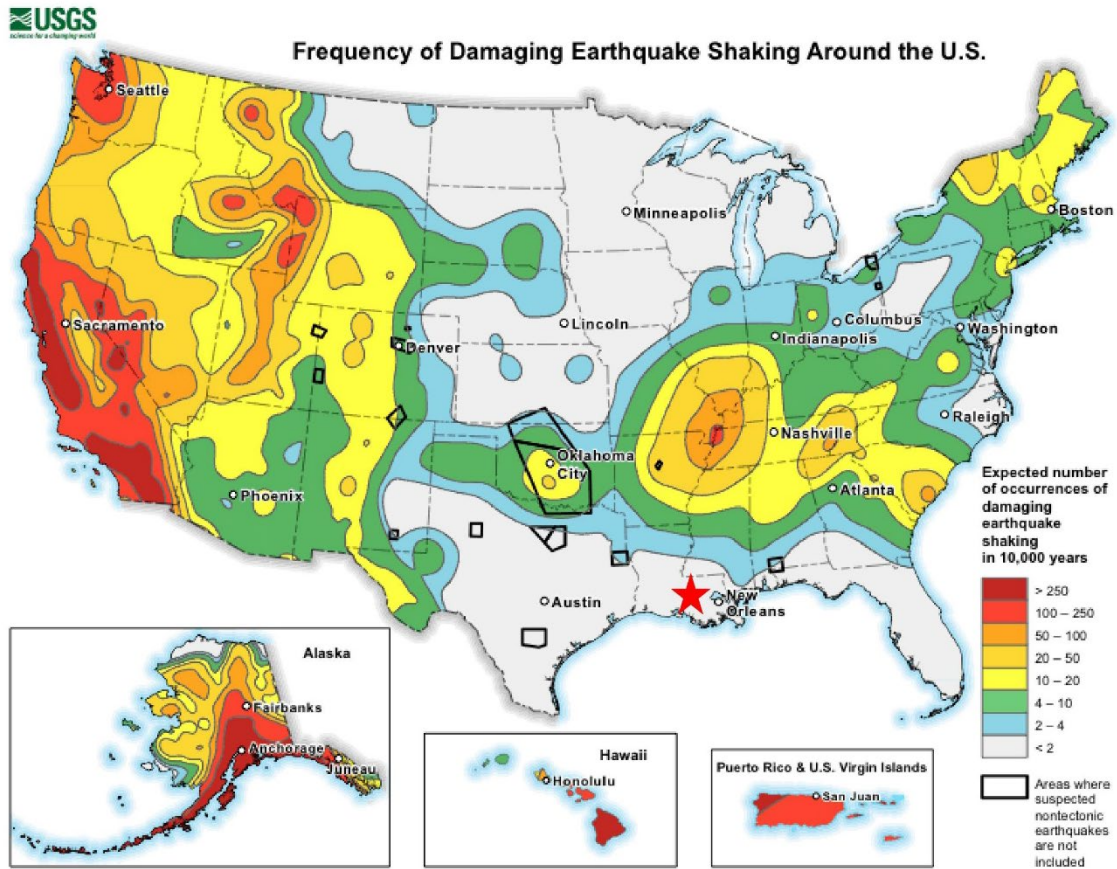 USGS
science for a changing world
Frequency of Damaging Earthquake Shaking Around the U.S.
Seattle
Minneapolis
Boston
Sacramento
Lincoln
Columbus
Washington
Denver
Indianapolis
Raleigh
Nashville
Oklahoma
City
Phoenix
Atlanta
Austin
New
Orleans
Expected number
of occurrences of
damaging
earthquake
shaking
in 10,000 years
> 250
100 – 250
50 – 100
20 – 50
10 – 20
4 – 10
2 – 4
< 2
Areas where
suspected
nontectonic
earthquakes
are not
included
Alaska
Fairbanks
Anchorage
Juneau
Hawaii
Honolulu
Puerto Rico & U.S. Virgin Islands
San Juan